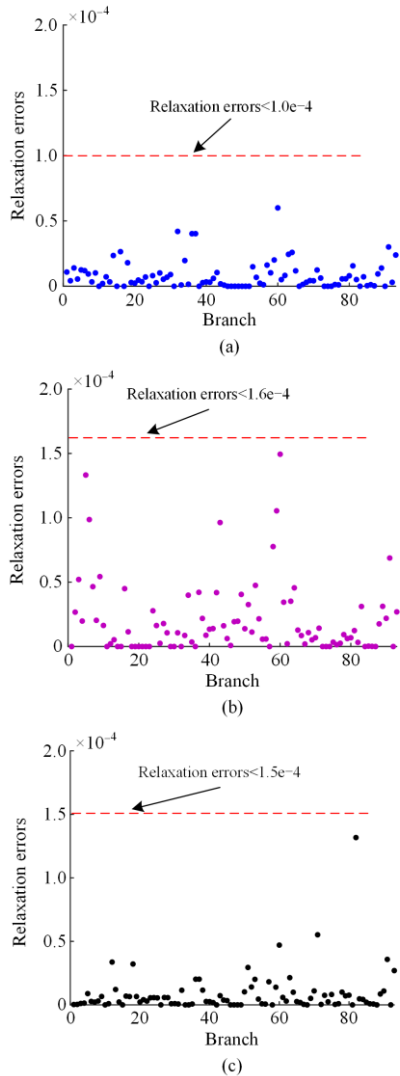 ×10−4
2.0
1.5
Relaxation errors<1.0e−4
1.0
0.5
0
0 20 40 60 80
Relaxation errors
Branch
(a)
×10−4
2.0
Relaxation errors<1.6e−4
1.5
1.0
0.5
0
0 20 40 60 80
Relaxation errors
Branch
(b)
×10−4
2.0
Relaxation errors<1.5e−4
1.5
1.0
0.5
0
0 20 40 60 80
Relaxation errors
Branch
(c)